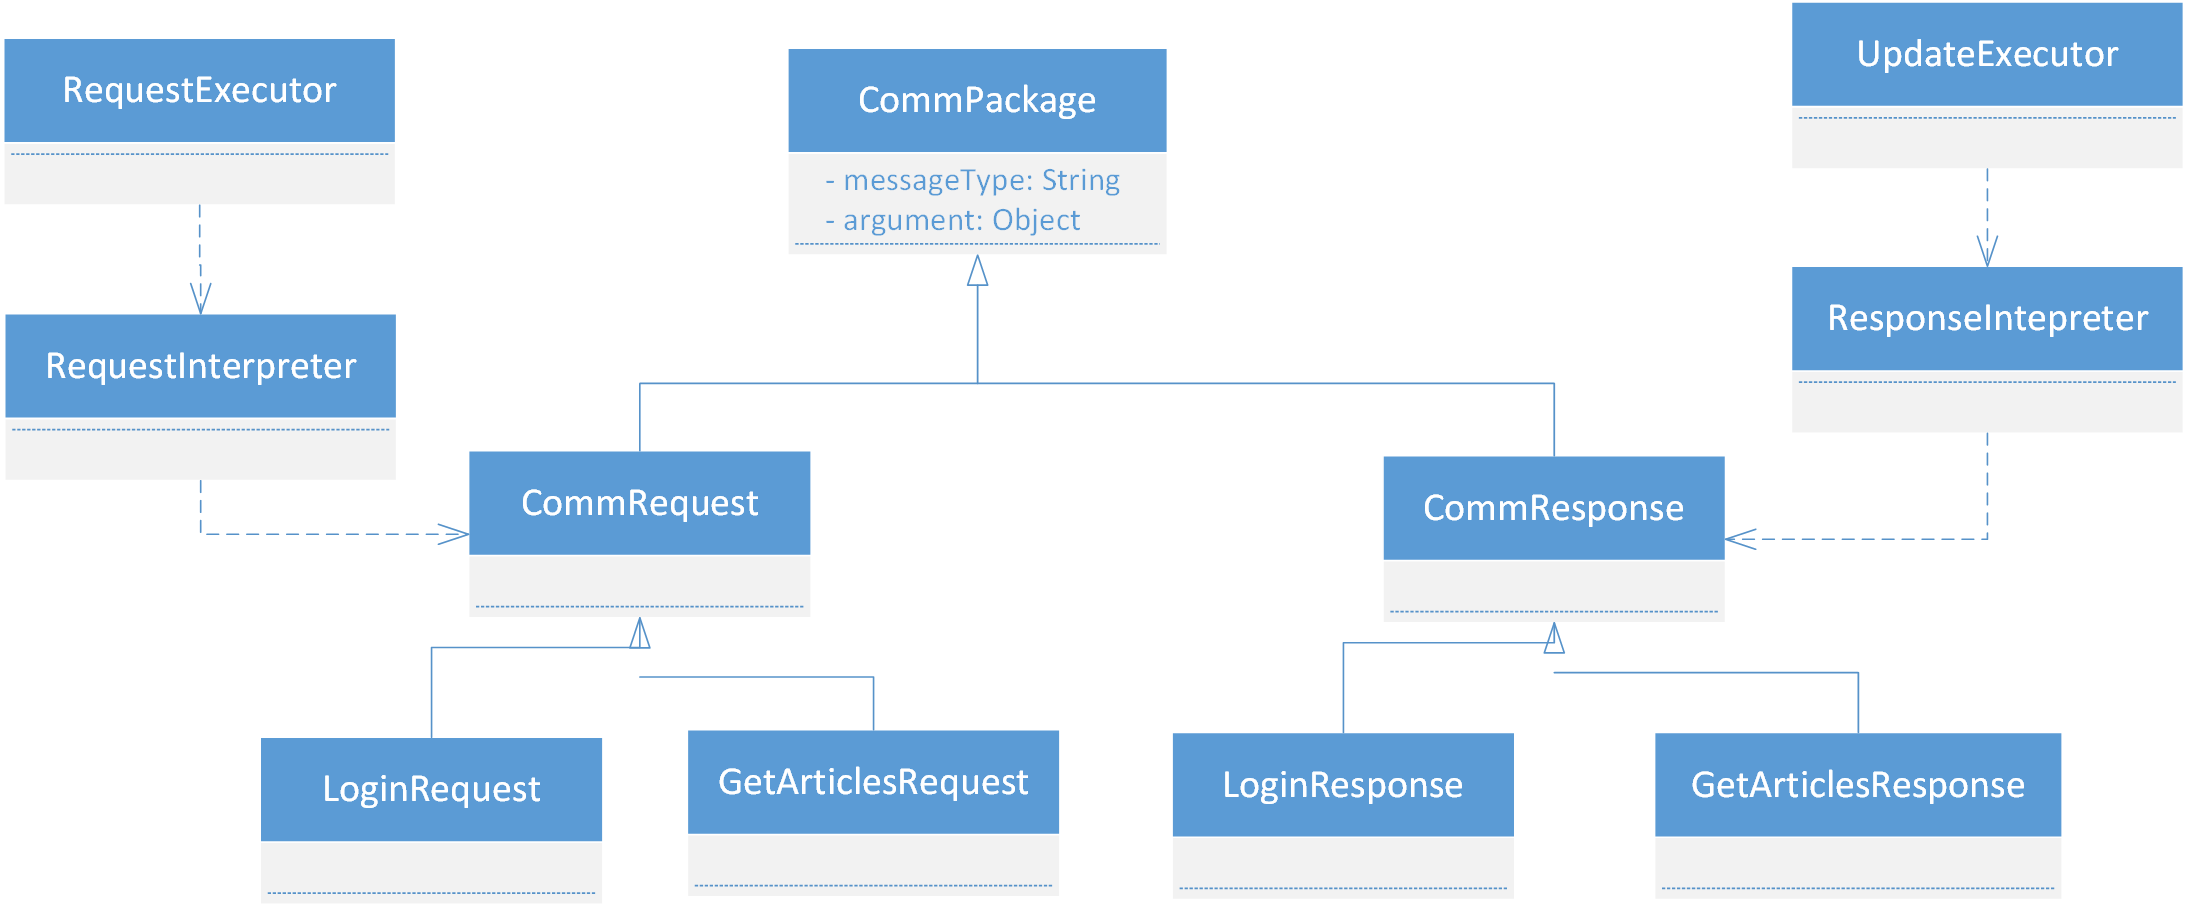 RequestExecutor
CommPackage
- messageType: String
- argument: Object
UpdateExecutor
RequestInterpreter
ResponseIntepreter
CommRequest
CommResponse
LoginRequest
GetArticlesRequest
LoginResponse
GetArticlesResponse